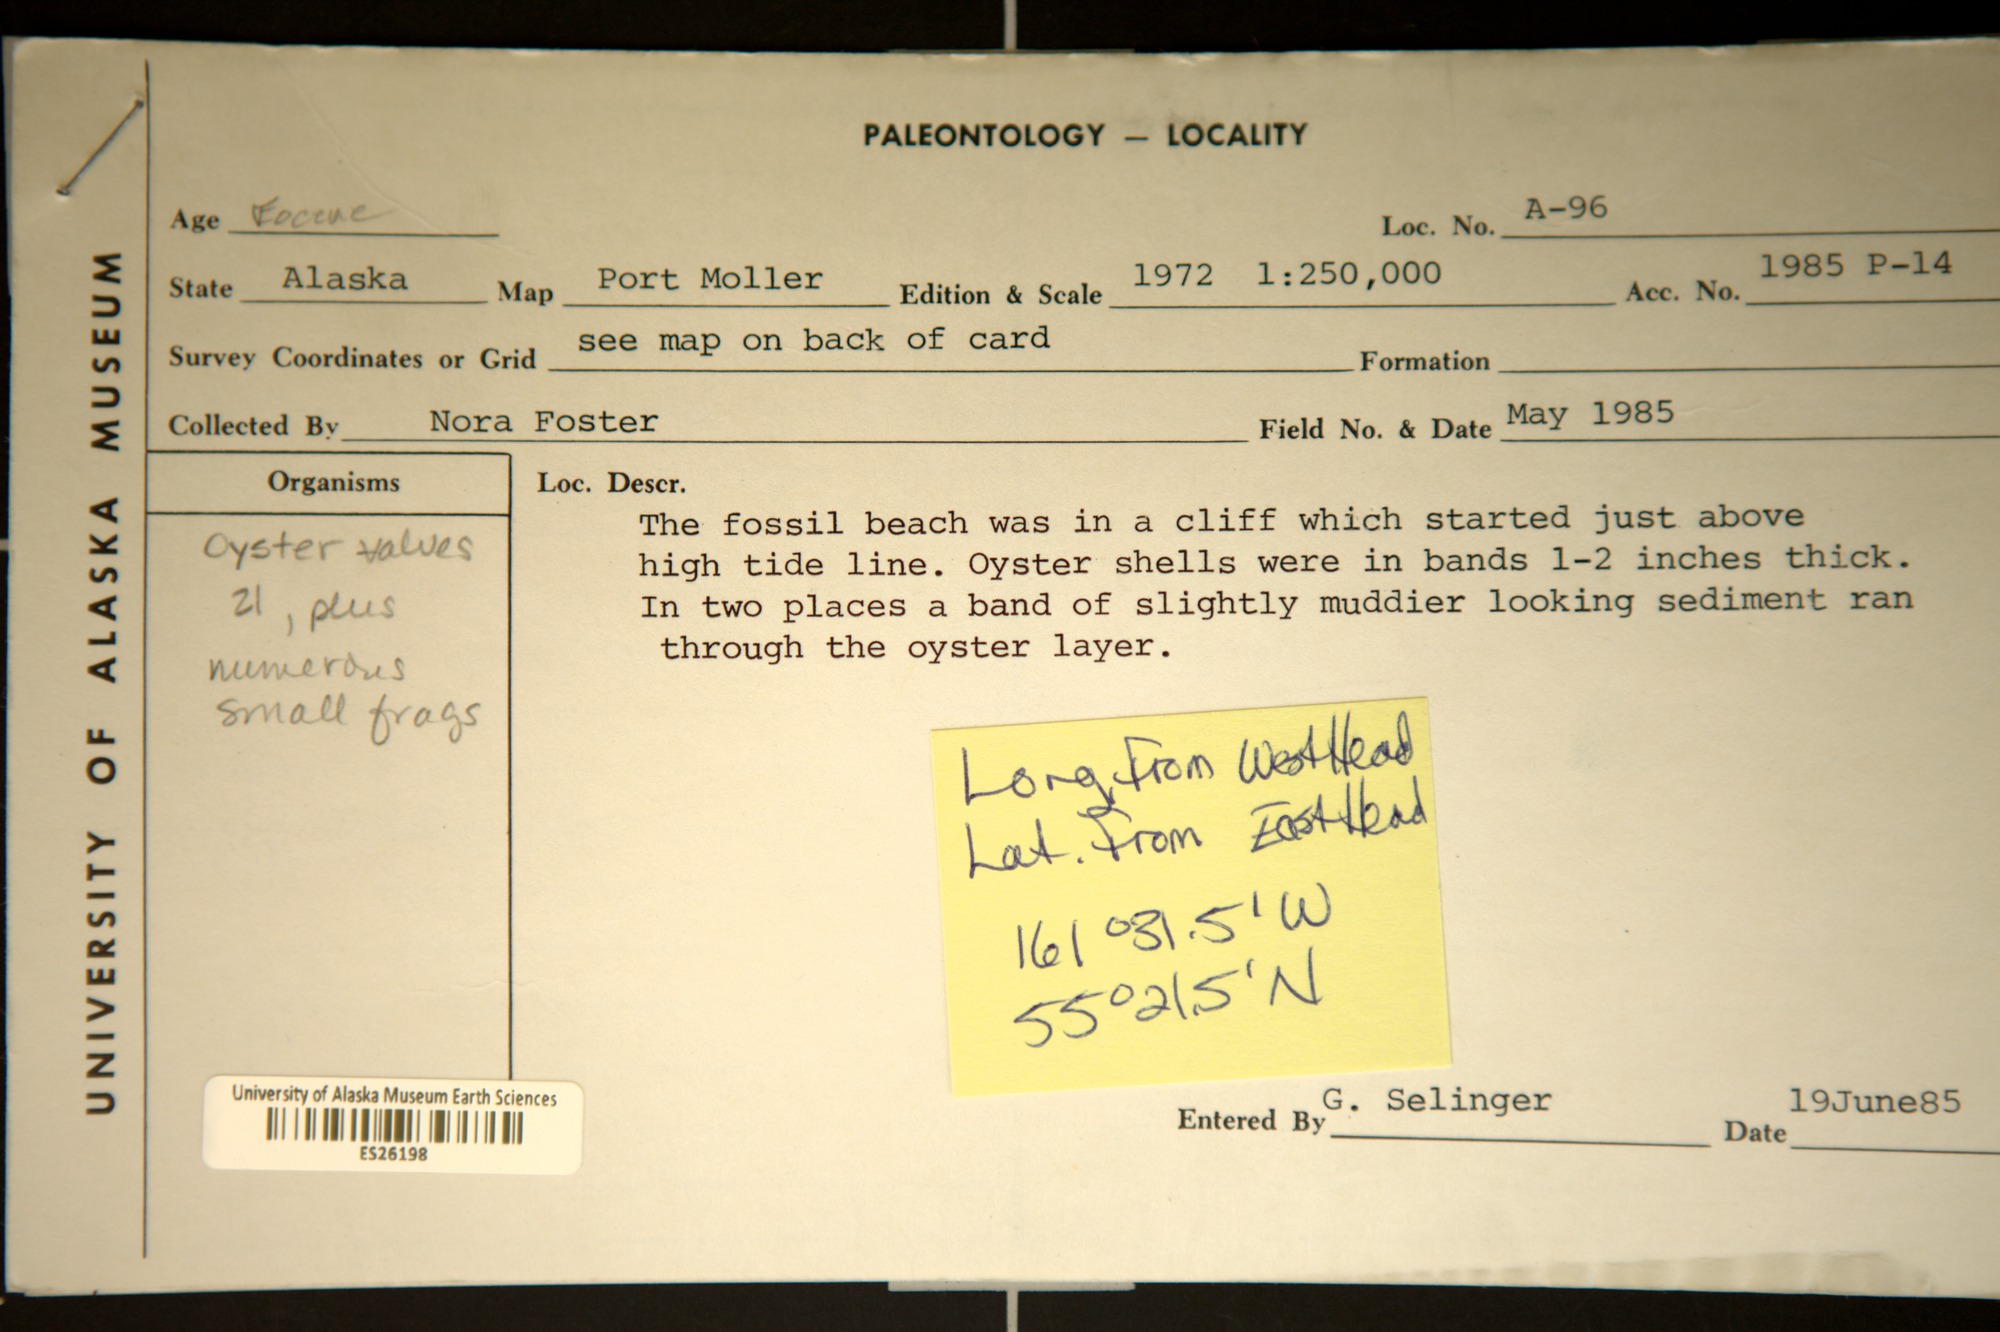 UNIVERSITY OF ALASKA MUSEUM
PALEONTOLOGY — LOCALITY
Age Eocene Loc. No. A-96
State Alaska Map Port Moller Edition & Scale 1972 1:250,000 Acc. No. 1985 P-14
Survey Coordinates or Grid see map on back of card Formation
Collected By Nora Foster Field No. & Date May 1985
Organisms
Oyster valves
21, plus
numerous
small frags
Loc. Descr.
The fossil beach was in a cliff which started just above
high tide line. Oyster shells were in bands 1-2 inches thick.
In two places a band of slightly muddier looking sediment ran
through the oyster layer.
Long. From West Head
Lat. From East Head
161°31.5'W
55°21.5'N
Entered By G. Selinger Date 19June85
University of Alaska Museum Earth Sciences
ES26198